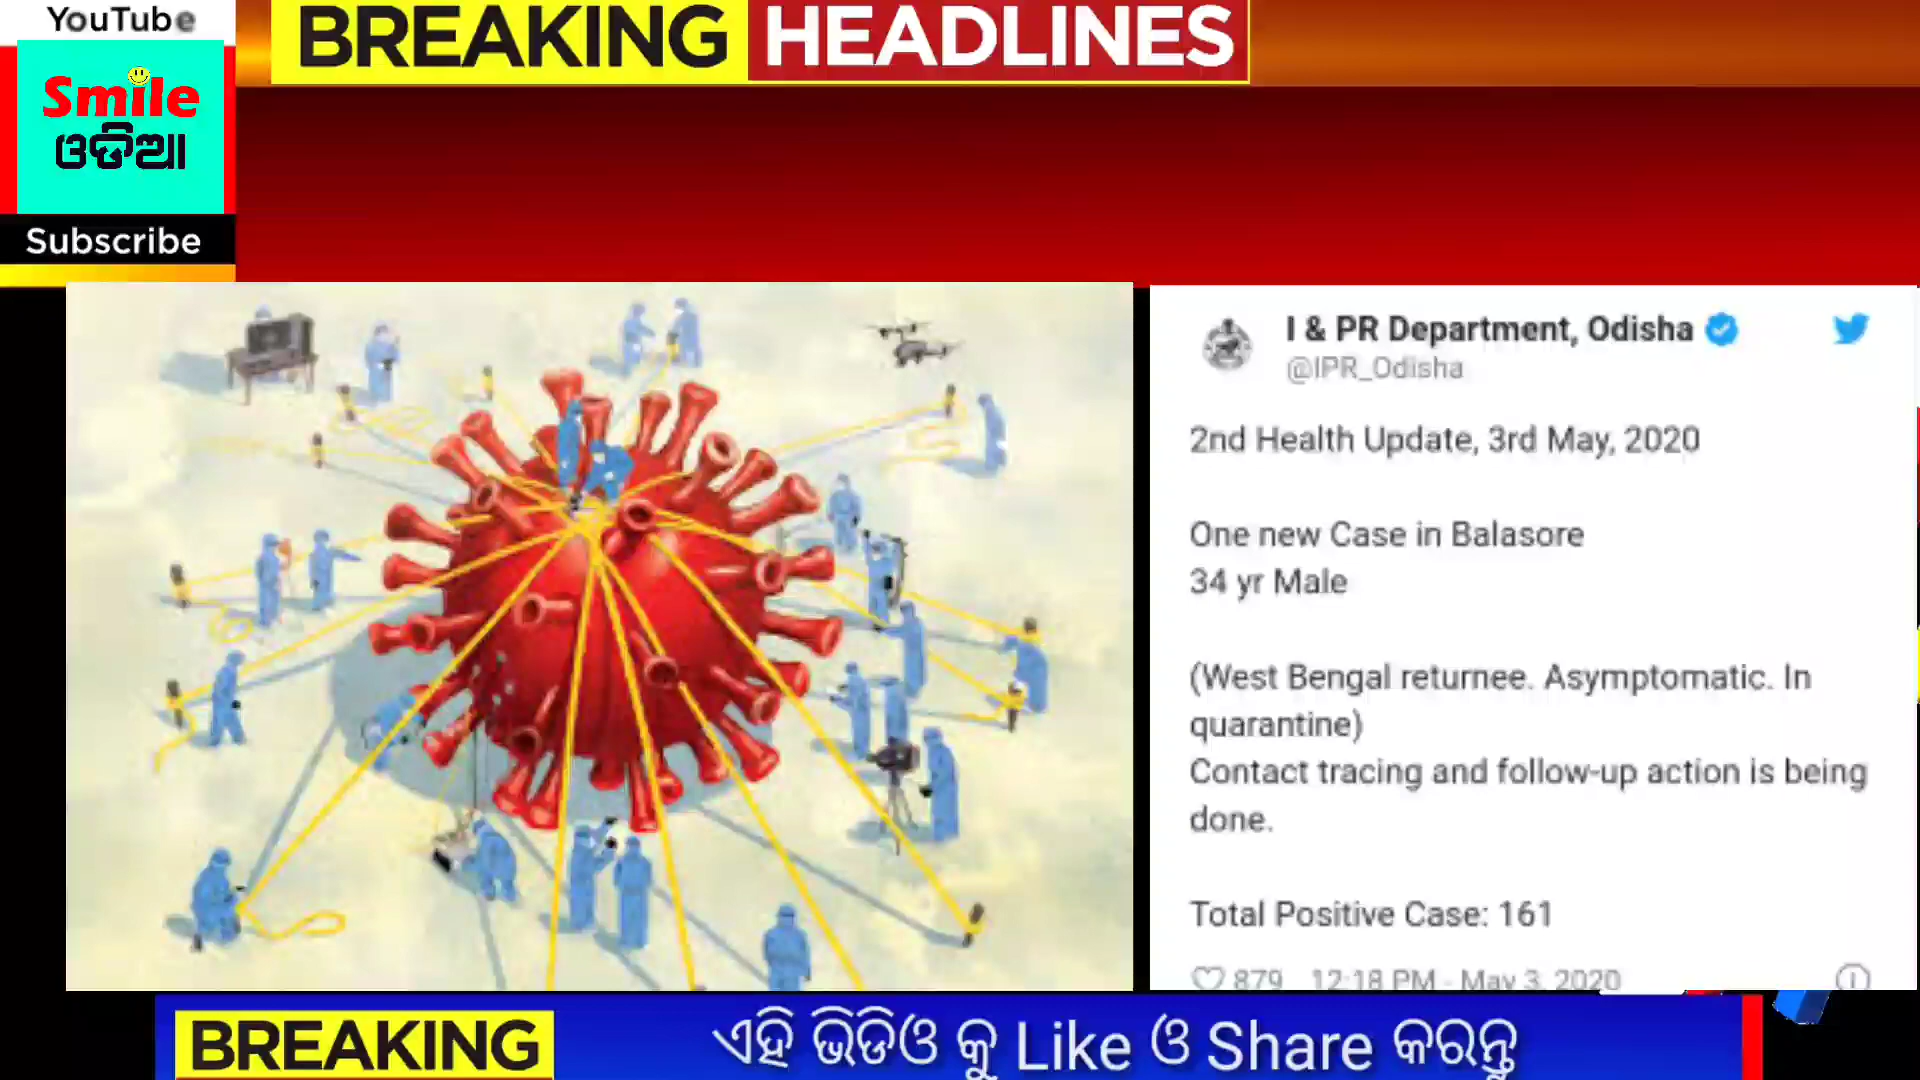 YouTube
BREAKING HEADLINES
Smile
ଓଡିଆ
Subscribe
I & PR Department, Odisha
@IPR_Odisha
2nd Health Update, 3rd May, 2020
One new Case in Balasore
34 yr Male
(West Bengal returnee. Asymptomatic. In
quarantine)
Contact tracing and follow-up action is being
done.
Total Positive Case: 161
879 12:18 PM - May 3, 2020
BREAKING
ଏହି ଭିଡିଓ କୁ Like ଓ Share କରନ୍ତୁ